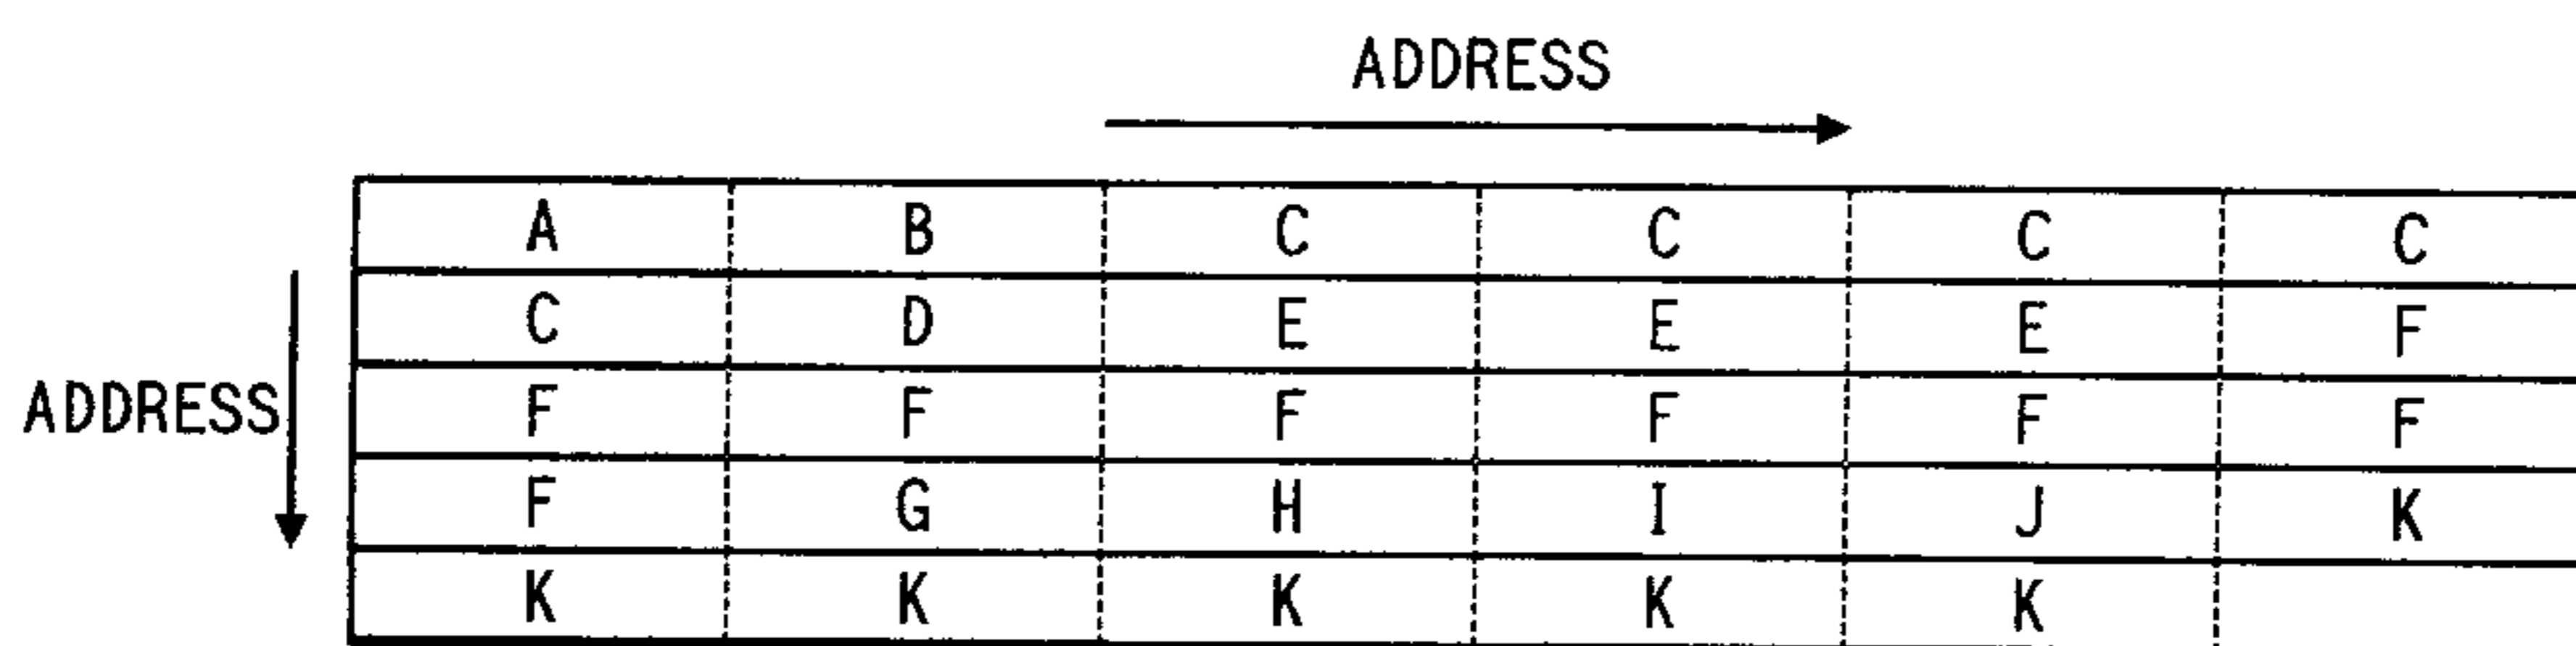 ADDRESS
A B C C C C
C D E E E F
ADDRESS
F F F F F F
F G H I J K
K K K K K